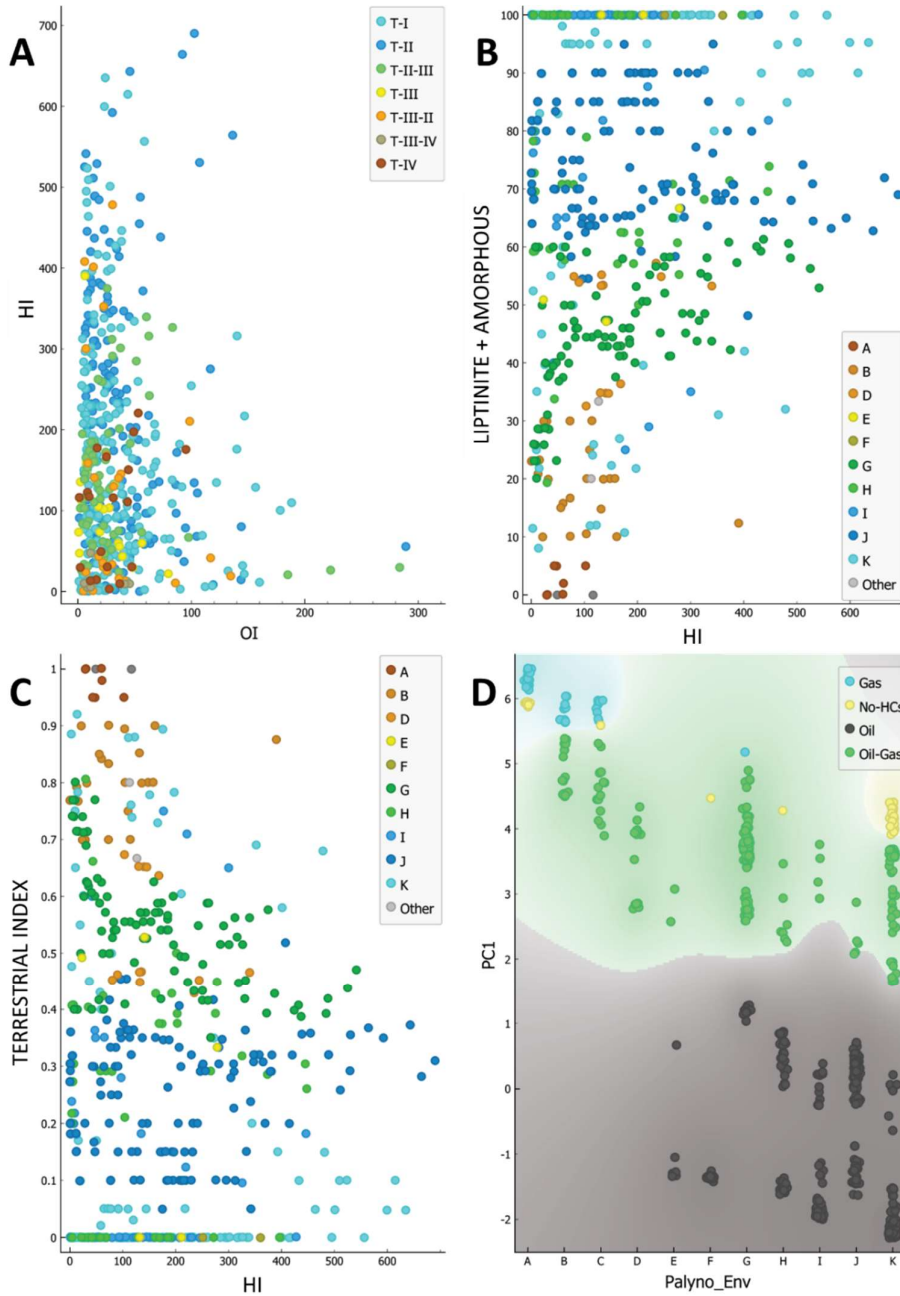 A
T-I
T-II
T-II-III
T-III
T-III-II
T-III-IV
T-IV
700
600
500
400
300
200
100
0
HI
0
100
200
300
OI
B
100
90
80
70
60
50
40
30
20
10
0
LIPTINITE + AMORPHOUS
A
B
D
E
F
G
H
I
J
K
Other
0
100
200
300
400
500
600
HI
C
1
0.9
0.8
0.7
0.6
0.5
0.4
0.3
0.2
0.1
0
TERRESTRIAL INDEX
A
B
D
E
F
G
H
I
J
K
Other
0
100
200
300
400
500
600
HI
D
Gas
No-HCs
Oil
Oil-Gas
6
5
4
3
2
1
0
-1
-2
PC1
A B C D E F G H I J K
Palyno_Env